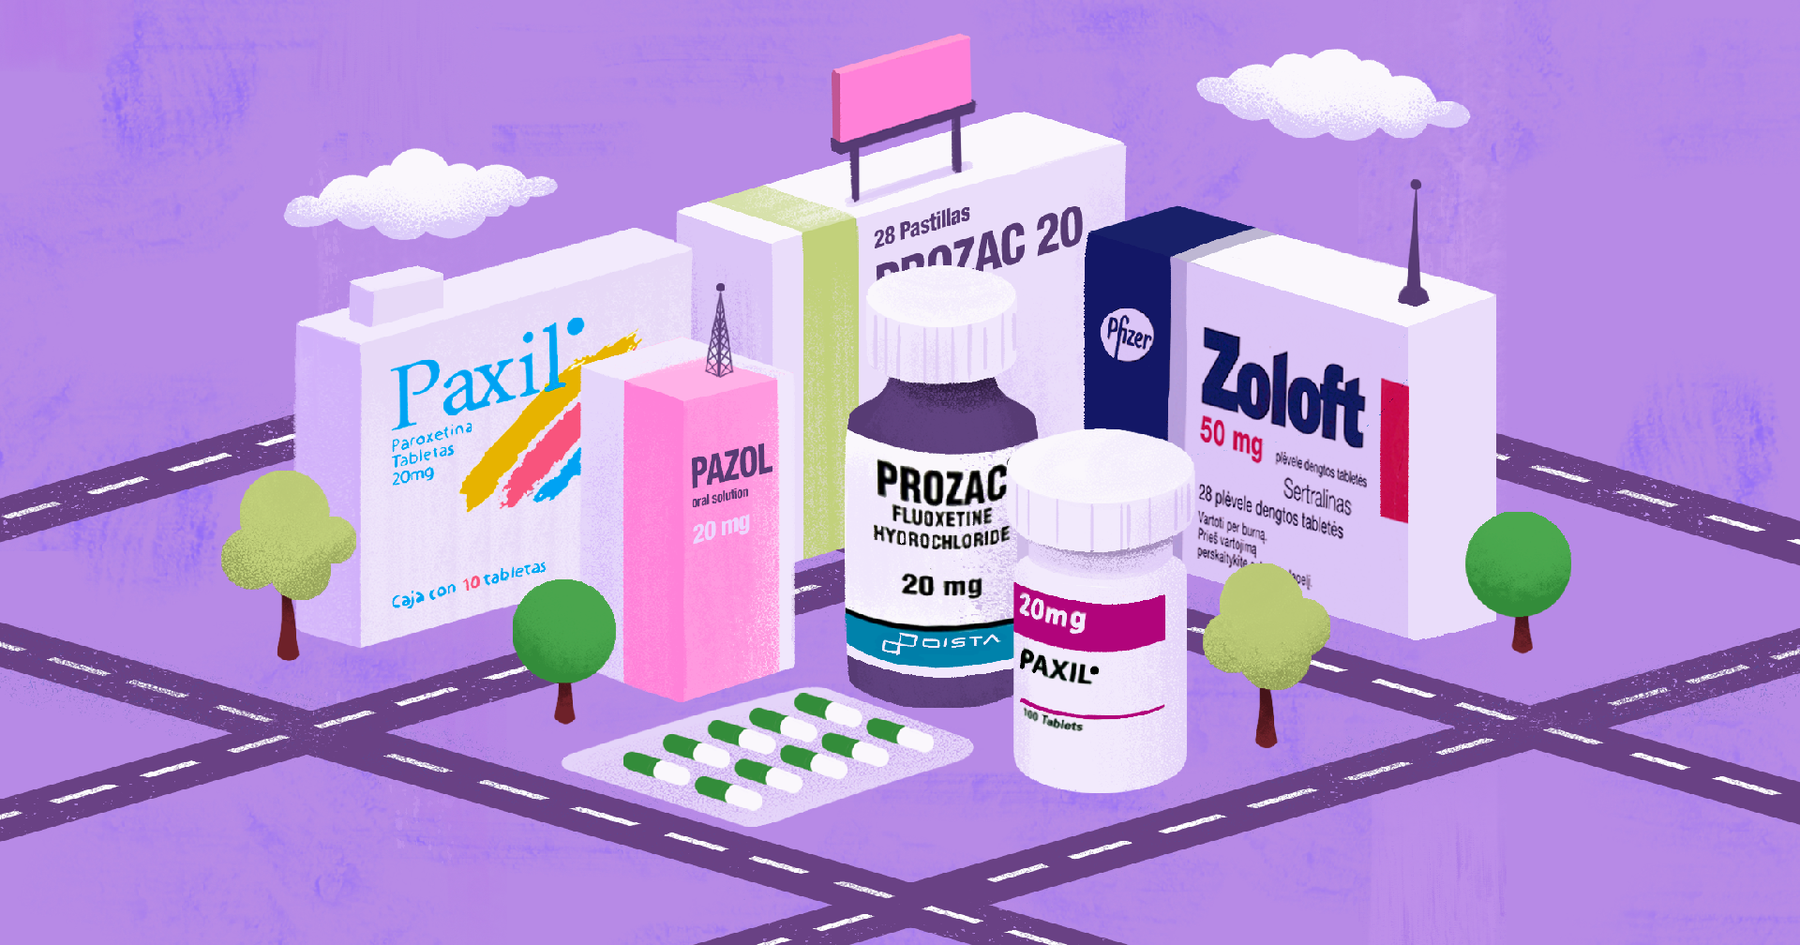 28 Pastillas
PROZAC 20
Pfizer
Zoloft
50 mg
plėvele dengtos tabletės
Sertralinas
28 plėvele dengtos tabletės
Vartoti per burną.
Prieš vartojimą
perskaitykite
Paxil
Paroxetina
Tabletas
20mg
Caja con 10 tabletas
PAZOL
oral solution
20 mg
PROZAC
FLUOXETINE
HYDROCHLORIDE
20 mg
DISTA
20mg
PAXIL
100 Tablets